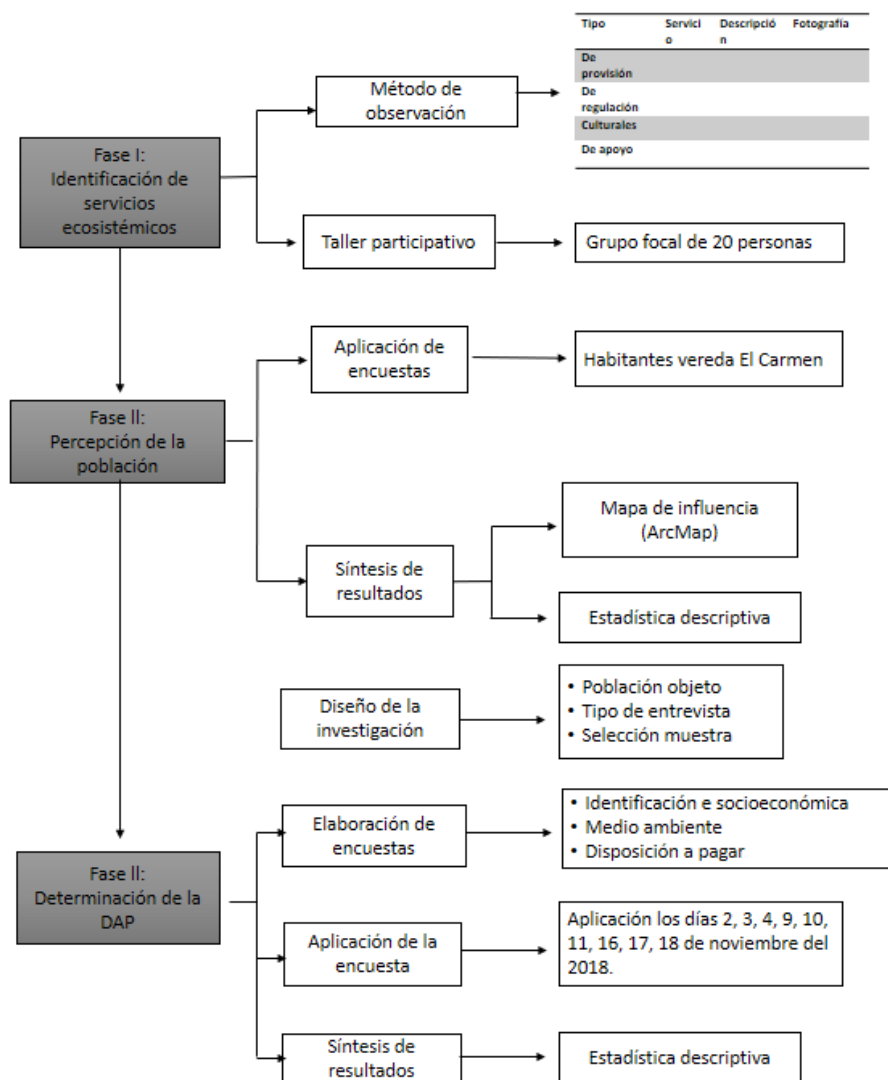 Tipo Servici Descripció Fotografía
o n
De
provisión
De
regulación
Culturales
De apoyo
Método de
observación
Fase I:
Identificación de
servicios
ecosistémicos
Taller participativo
Grupo focal de 20 personas
Aplicación de
encuestas
Habitantes vereda El Carmen
Fase II:
Percepción de la
población
Mapa de influencia
(ArcMap)
Síntesis de
resultados
Estadística descriptiva
Diseño de la
investigación
• Población objeto
• Tipo de entrevista
• Selección muestra
Elaboración de
encuestas
• Identificación e socioeconómica
• Medio ambiente
• Disposición a pagar
Fase II:
Determinación de la
DAP
Aplicación de la
encuesta
Aplicación los días 2, 3, 4, 9, 10,
11, 16, 17, 18 de noviembre del
2018.
Síntesis de
resultados
Estadística descriptiva